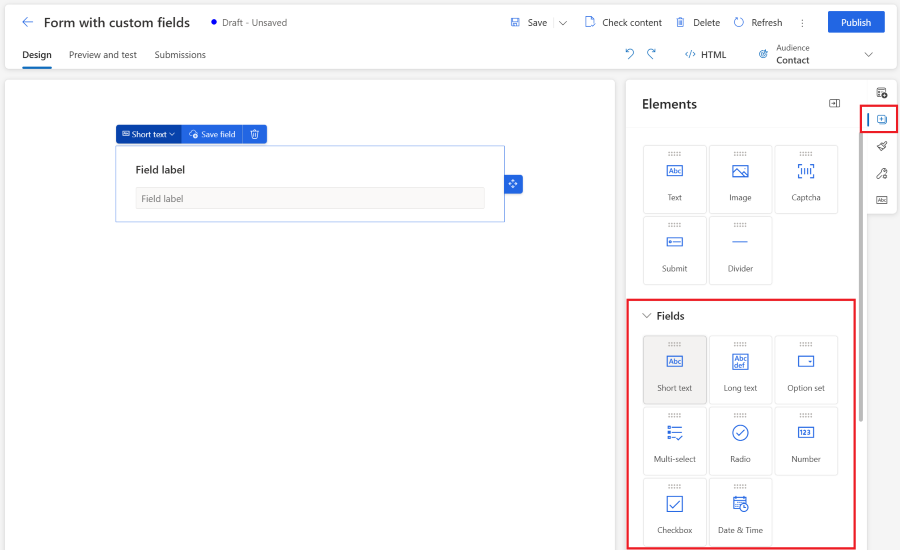 Form with custom fields
Draft - Unsaved
Save
Check content
Delete
Refresh
Publish
Design
Preview and test
Submissions
HTML
Audience
Contact
Elements
Short text
Save field
Field label
Field label
Abc
Text
Image
Captcha
Submit
Divider
Fields
Abc
Short text
Abc
def
Long text
Option set
Multi-select
Radio
123
Number
Checkbox
Date & Time
Abc